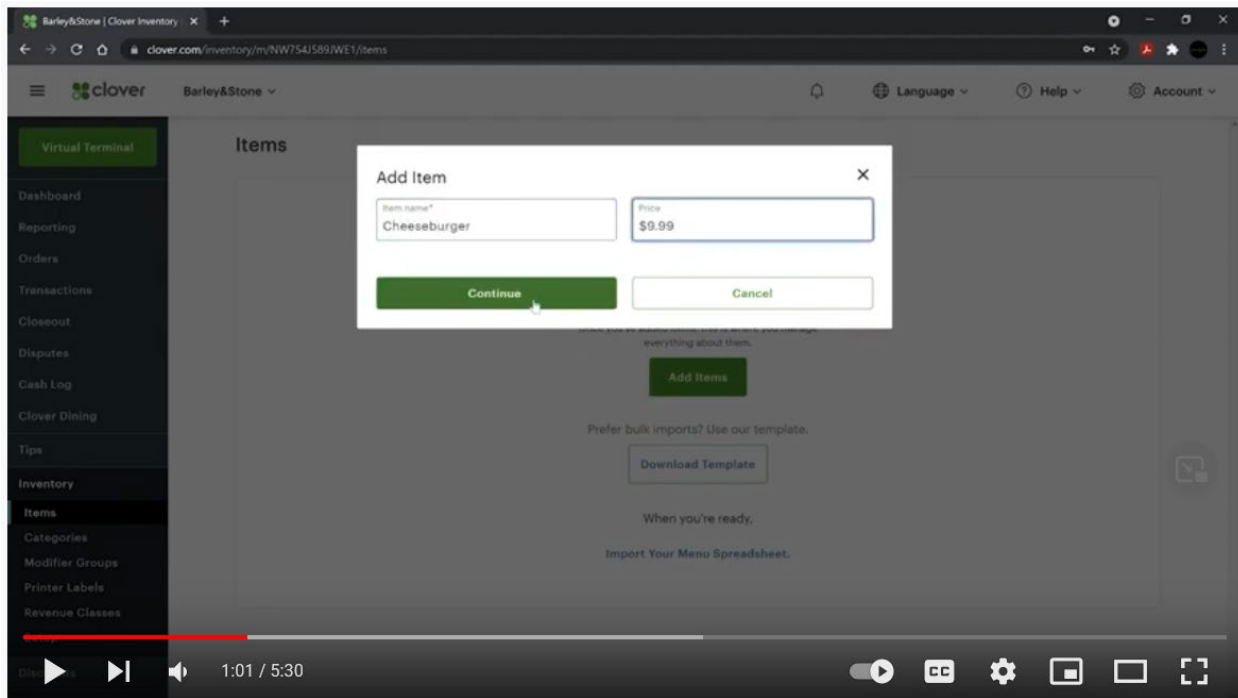 Barley&Stone | Clover Inventory
clover.com/inventory/m/NW754J589JWE1/items
clover Barley&Stone Language Help Account
Virtual Terminal
Items
Add Item
Item name*
Cheeseburger
Price
$9.99
Continue
Cancel
everything about them.
Add Items
Prefer bulk imports? Use our template.
Download Template
When you're ready,
Import Your Menu Spreadsheet.
Dashboard
Reporting
Orders
Transactions
Closeout
Disputes
Cash Log
Clover Dining
Tips
Inventory
Items
Categories
Modifier Groups
Printer Labels
Revenue Classes
1:01 / 5:30
CC